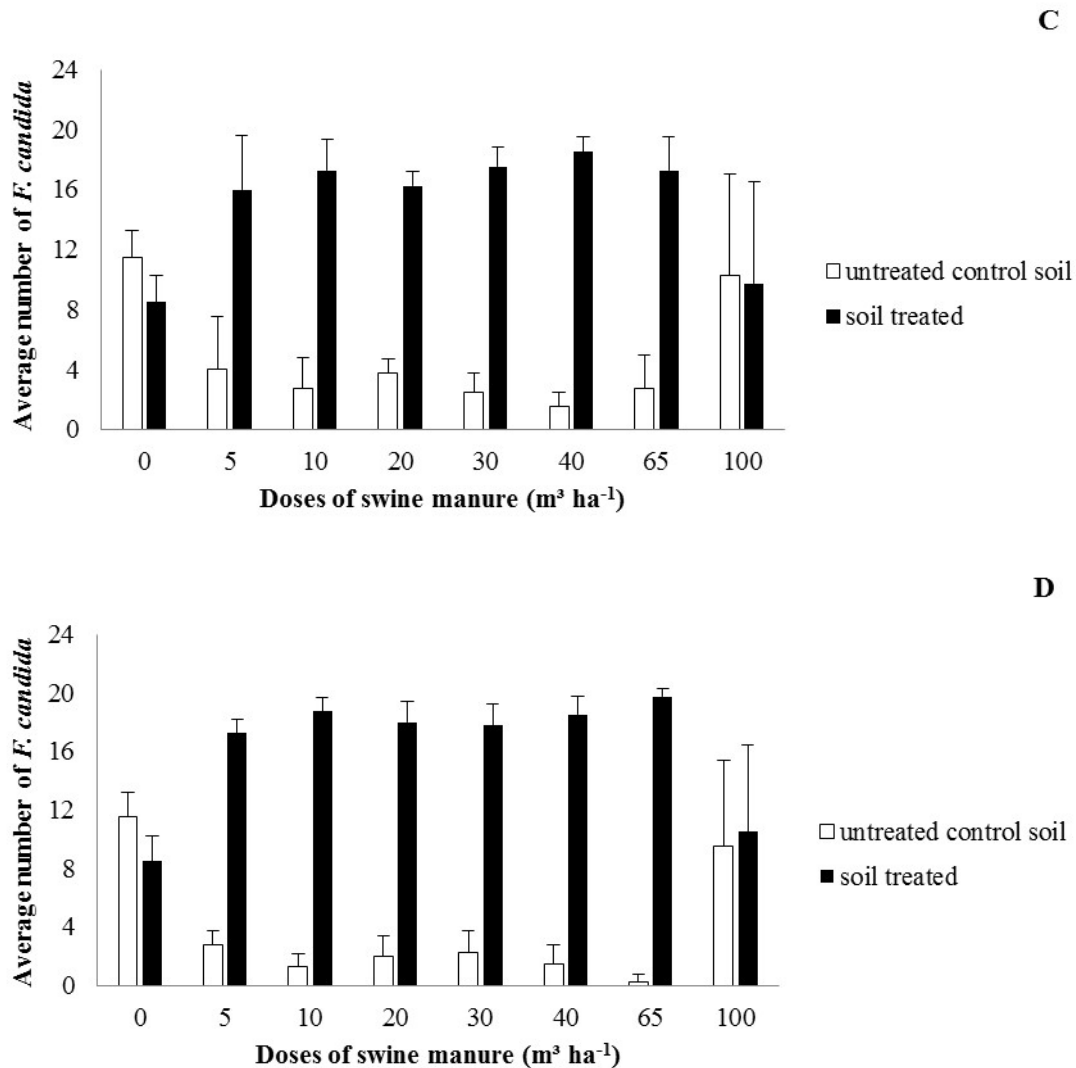 C
24
20
16
12
8
4
0
Average number of F. candida
0 5 10 20 30 40 65 100
Doses of swine manure (m³ ha⁻¹)
untreated control soil
soil treated
D
24
20
16
12
8
4
0
Average number of F. candida
0 5 10 20 30 40 65 100
Doses of swine manure (m³ ha⁻¹)
untreated control soil
soil treated